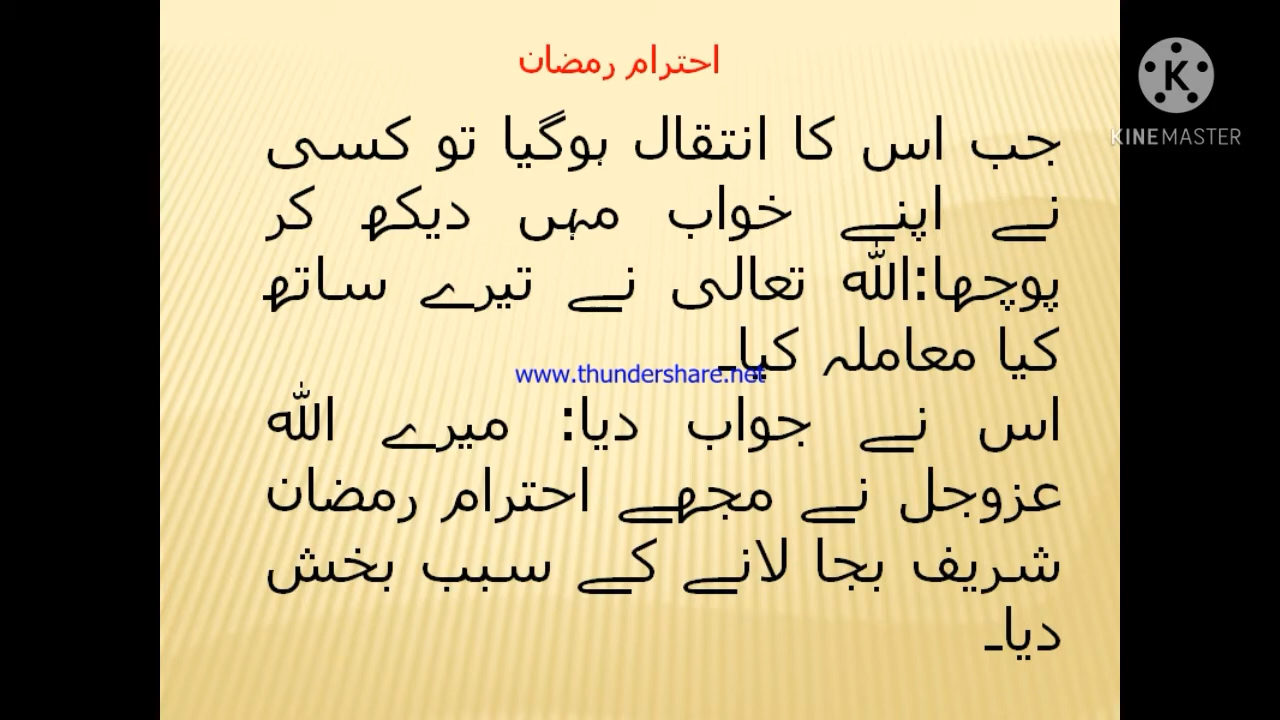 احترام رمضان
KINEMASTER
جب اس کا انتقال ہوگیا تو کسی
نے اپنے خواب مہں دیکھ کر
پوچھا:اللہ تعالی نے تیرے ساتھ
کیا معاملہ کیا۔
www.thundershare.net
اس نے جواب دیا: میرے اللہ
عزوجل نے مجھے احترام رمضان
شریف بجا لانے کے سبب بخش
دیا۔